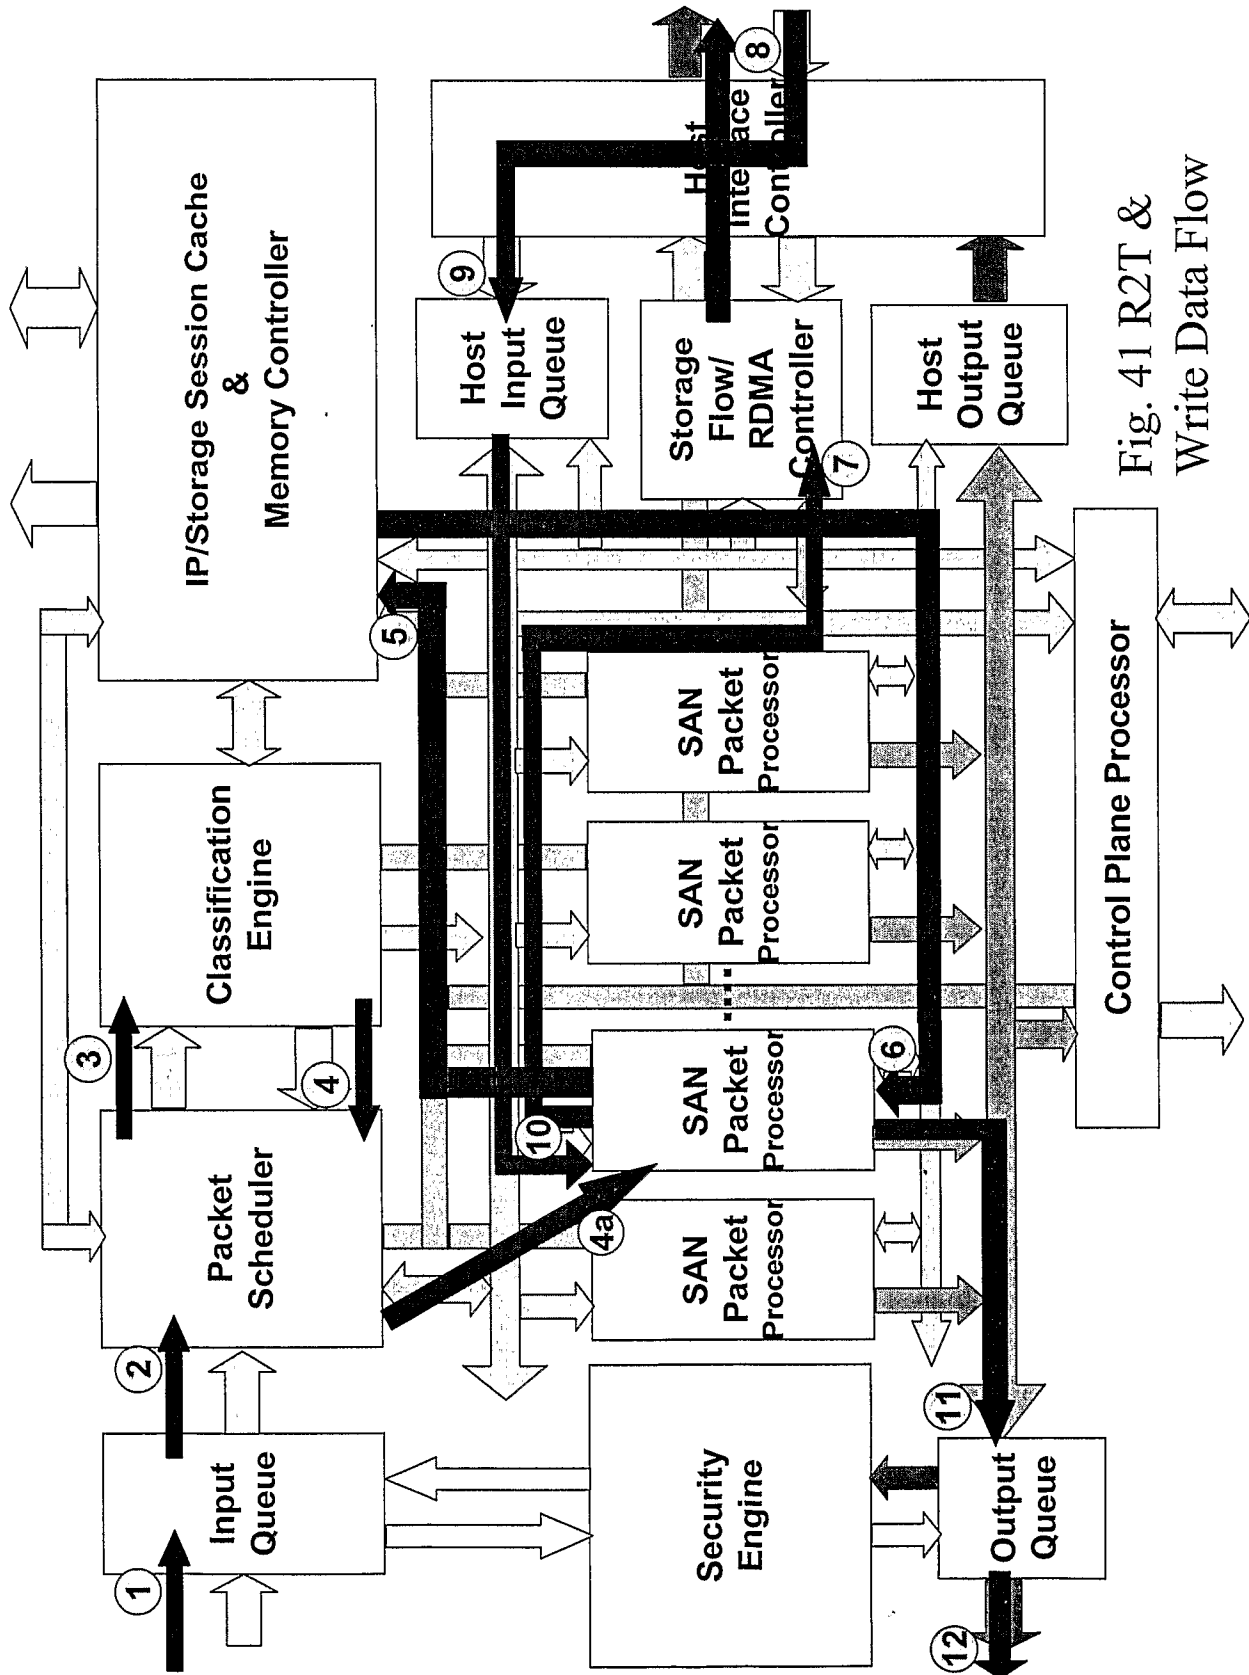 1
Input
Queue
2
Packet
Scheduler
3
4
Classification
Engine
IP/Storage Session Cache
&
Memory Controller
4a
5
Security
Engine
SAN
Packet
Processor
10
SAN
Packet
Processor
6
SAN
Packet
Processor
SAN
Packet
Processor
9
Host
Input
Queue
Storage
Flow/
RDMA
Controller
7
Host
Output
Queue
8
Host
Interface
Controller
12
Output
Queue
11
Control Plane Processor
Fig. 41 R2T &
Write Data Flow